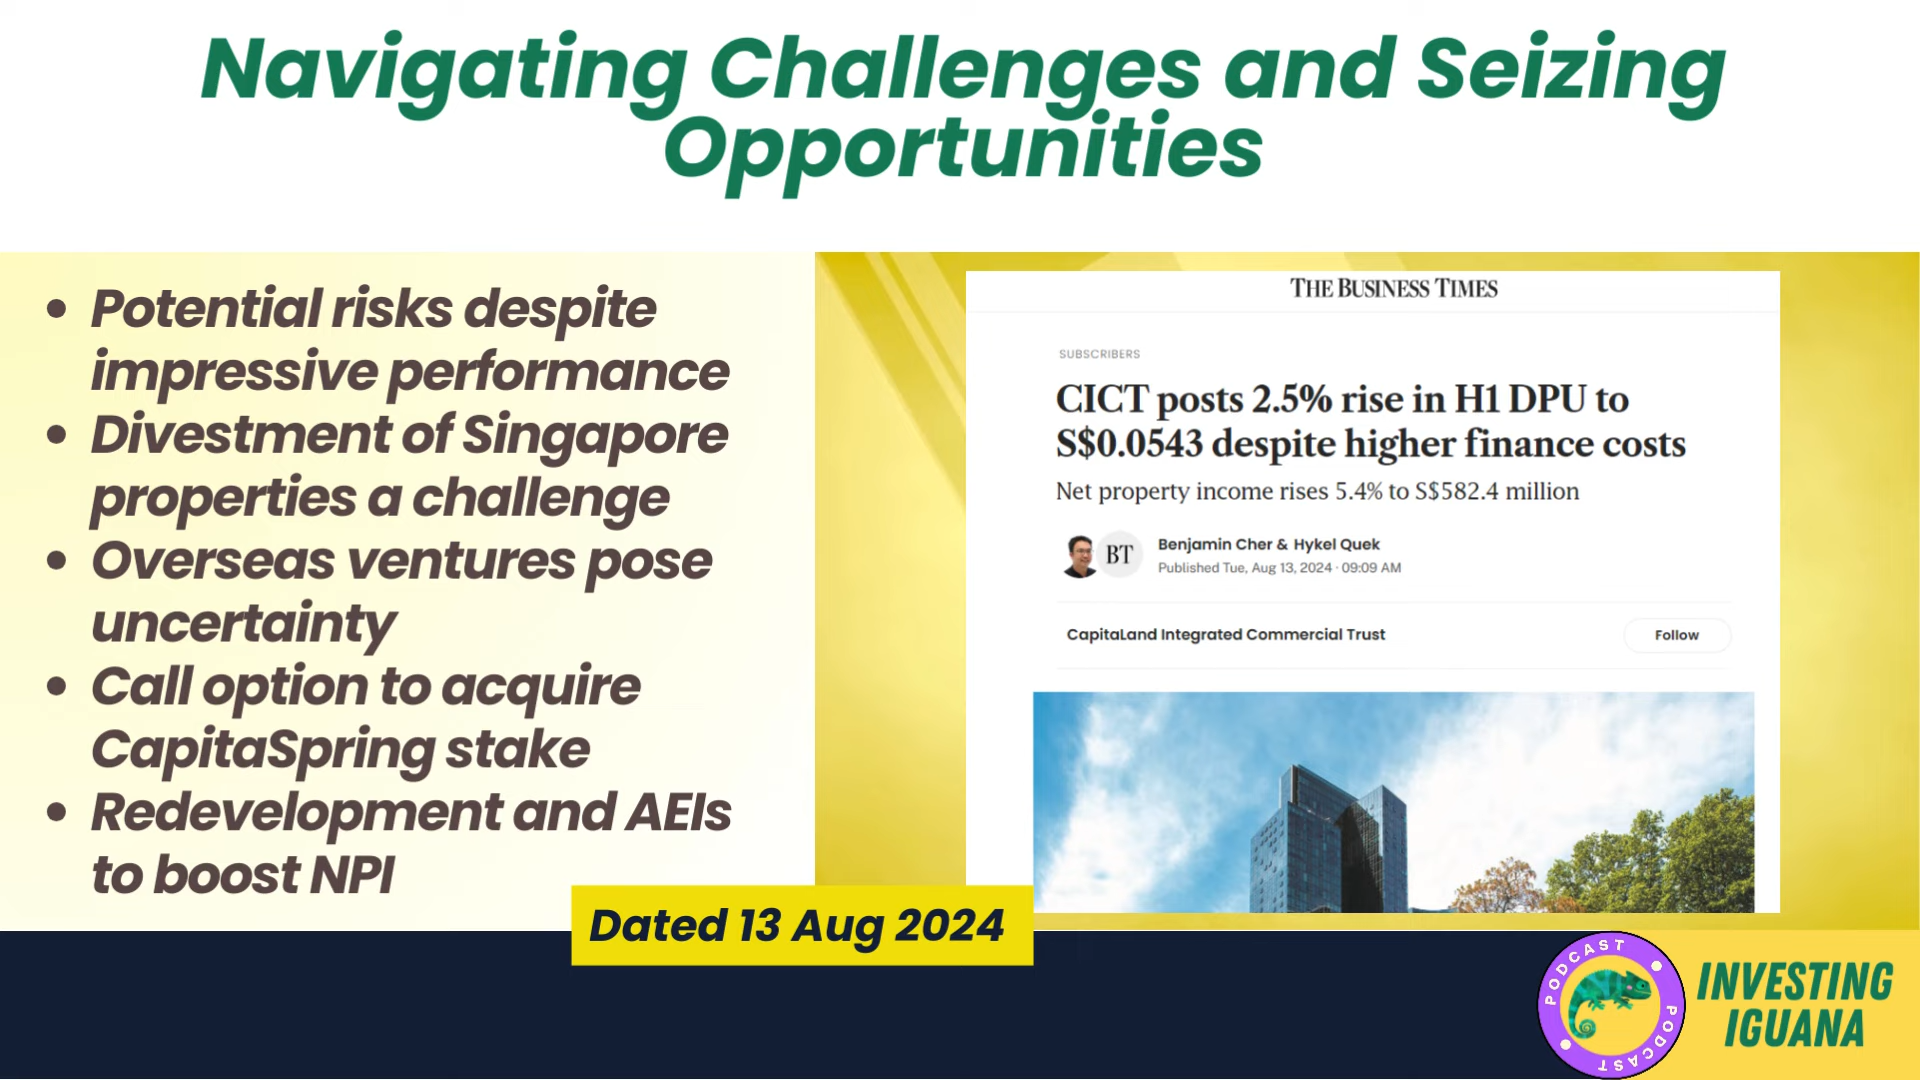 Navigating Challenges and Seizing
Opportunities
• Potential risks despite
impressive performance
• Divestment of Singapore
properties a challenge
• Overseas ventures pose
uncertainty
• Call option to acquire
CapitaSpring stake
• Redevelopment and AEIs
to boost NPI
THE BUSINESS TIMES
SUBSCRIBERS
CICT posts 2.5% rise in H1 DPU to
S$0.0543 despite higher finance costs
Net property income rises 5.4% to S$582.4 million
BT
Benjamin Cher & Hykel Quek
Published Tue, Aug 13, 2024 · 09:09 AM
CapitaLand Integrated Commercial Trust
Follow
Dated 13 Aug 2024
PODCAST
PODCAST
INVESTING
IGUANA